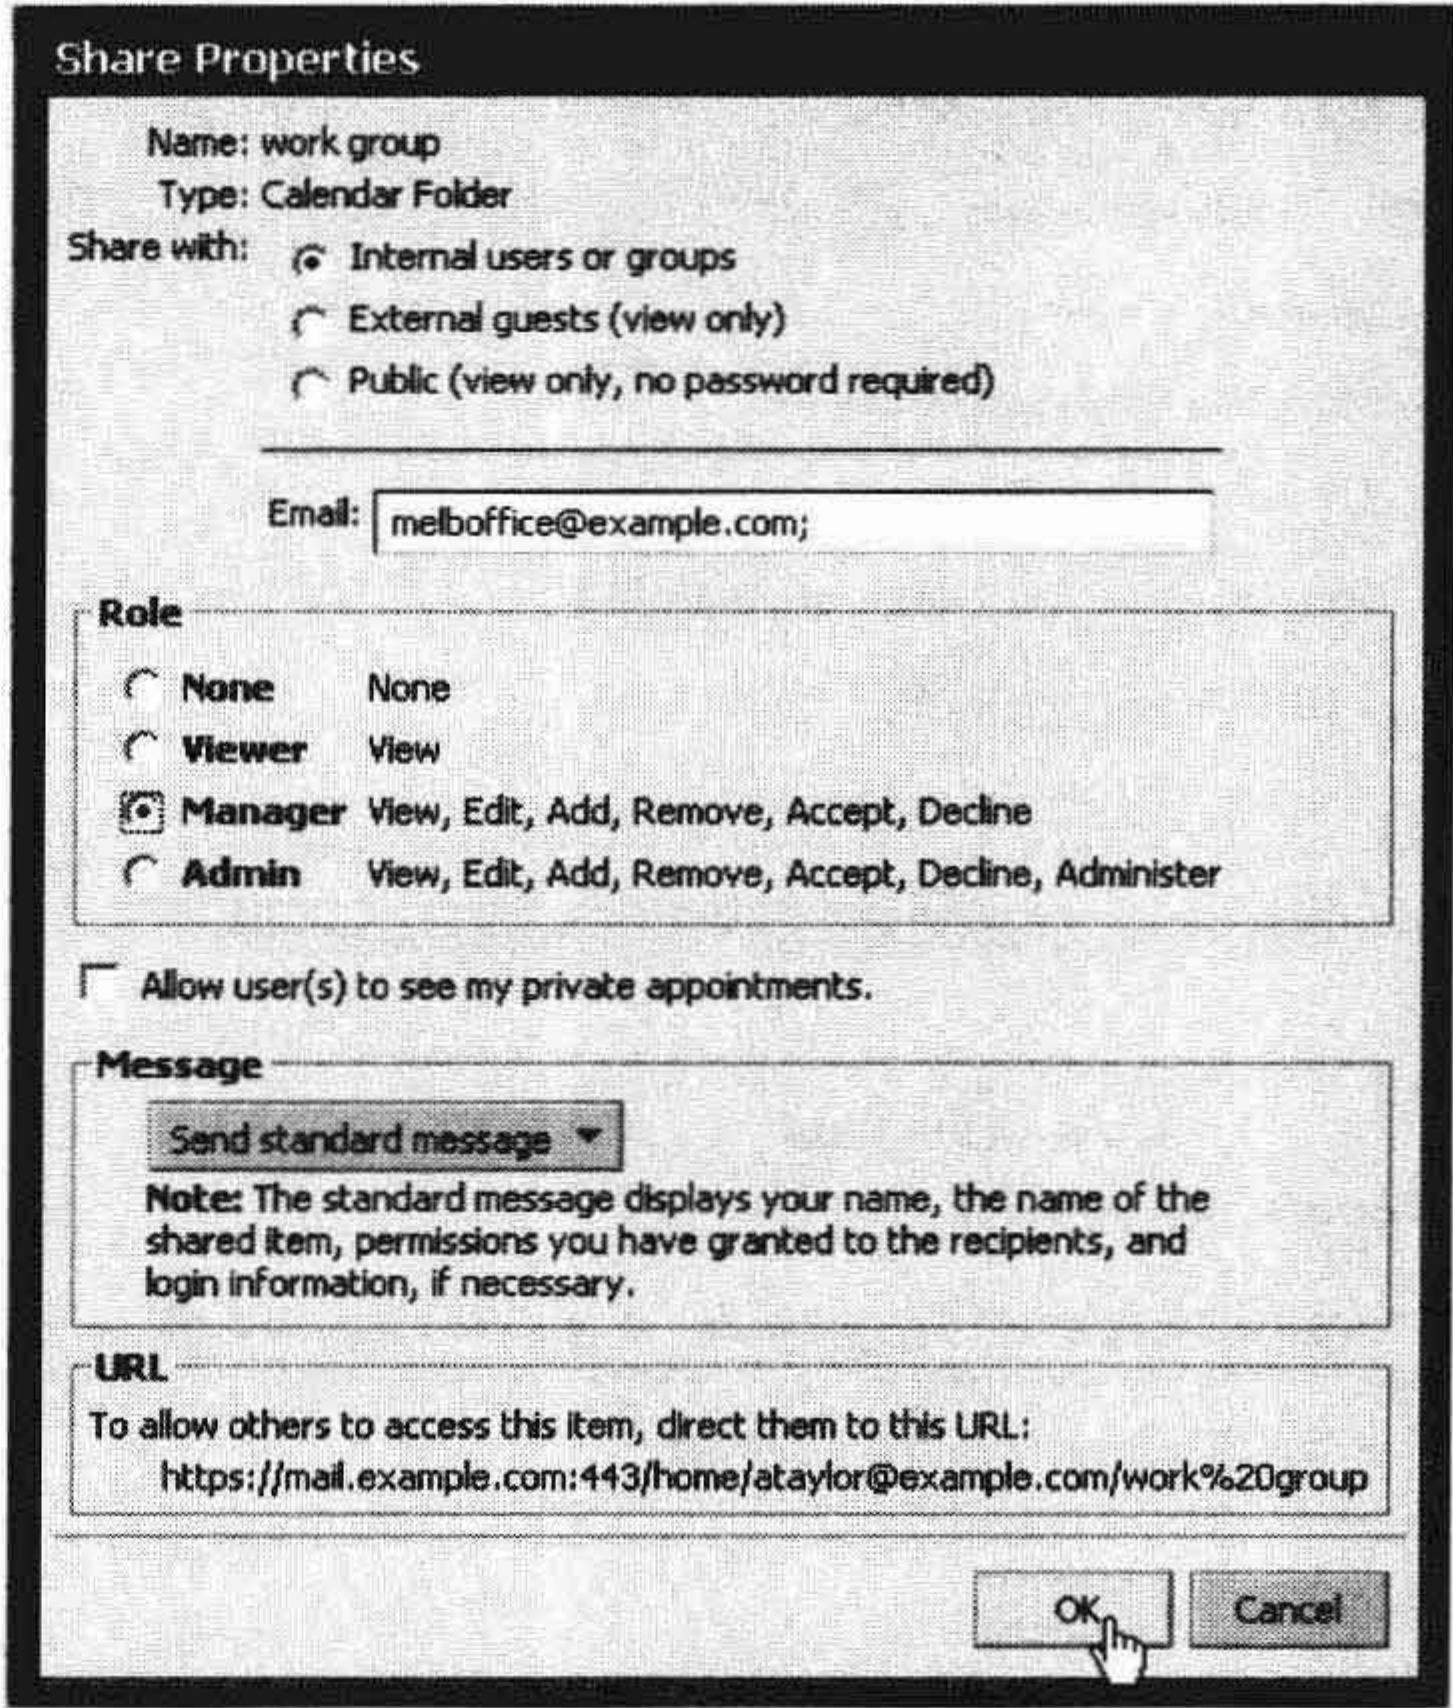 Share Properties
Name: work group
Type: Calendar Folder
Share with:
Internal users or groups
External guests (view only)
Public (view only, no password required)
Email: melboffice@example.com;
Role
None None
Viewer View
Manager View, Edit, Add, Remove, Accept, Decline
Admin View, Edit, Add, Remove, Accept, Decline, Administer
Allow user(s) to see my private appointments.
Message
Send standard message
Note: The standard message displays your name, the name of the
shared item, permissions you have granted to the recipients, and
login information, if necessary.
URL
To allow others to access this item, direct them to this URL:
https://mail.example.com:443/home/ataylor@example.com/work%20group
OK Cancel